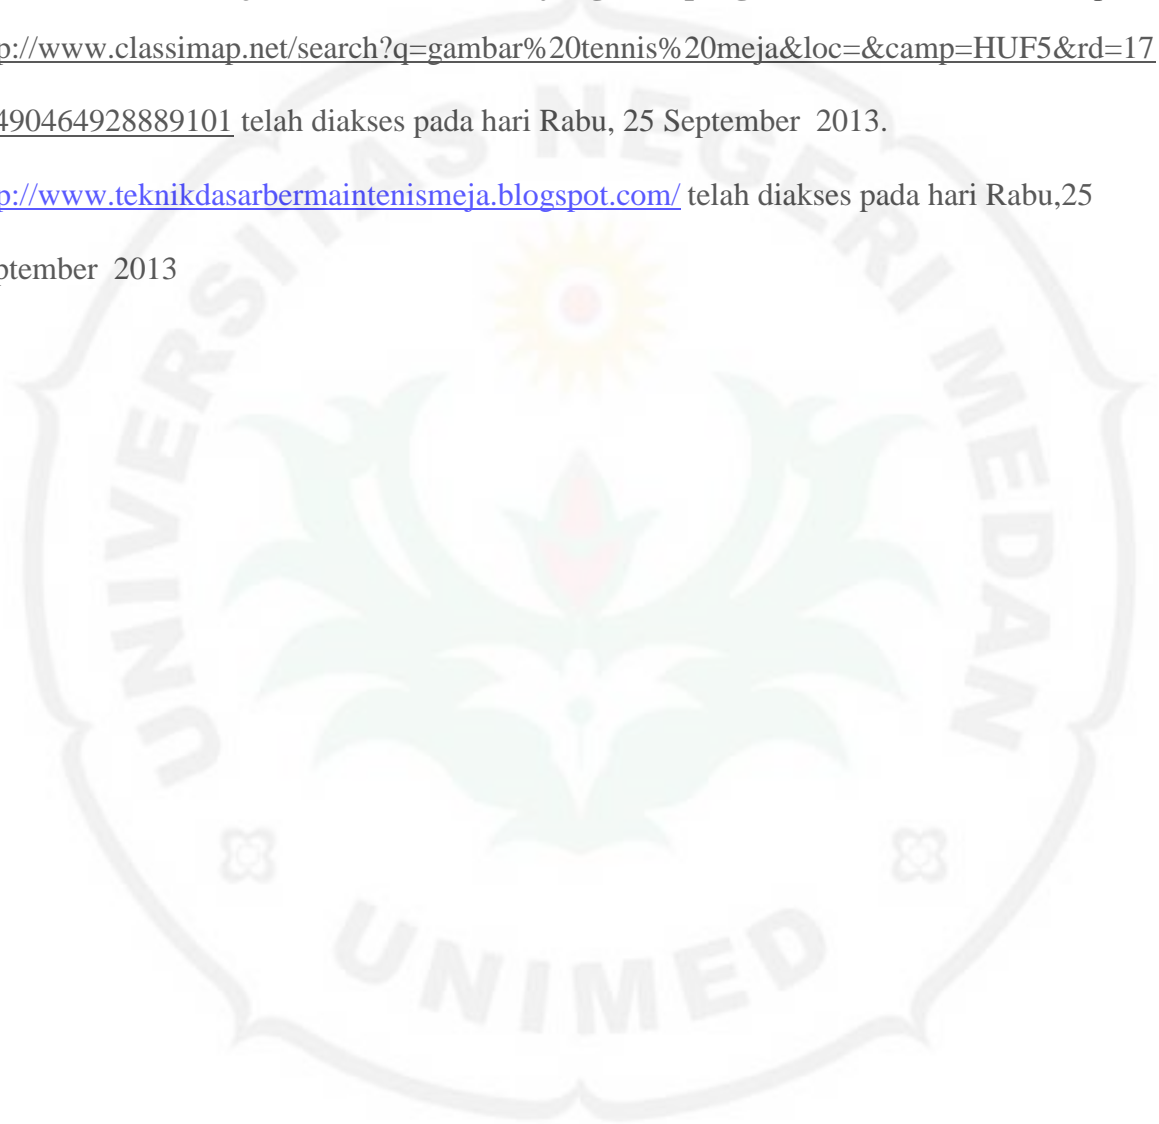 p://www.classimap.net/search?q=gambar%20tennis%20meja&loc=&camp=HUF5&rd=17
490464928889101 telah diakses pada hari Rabu, 25 September  2013.
p://www.teknikdasarbermaintenismeja.blogspot.com/ telah diakses pada hari Rabu,25
ptember  2013
UNIVERSITAS NEGERI MEDAN
UNIMED